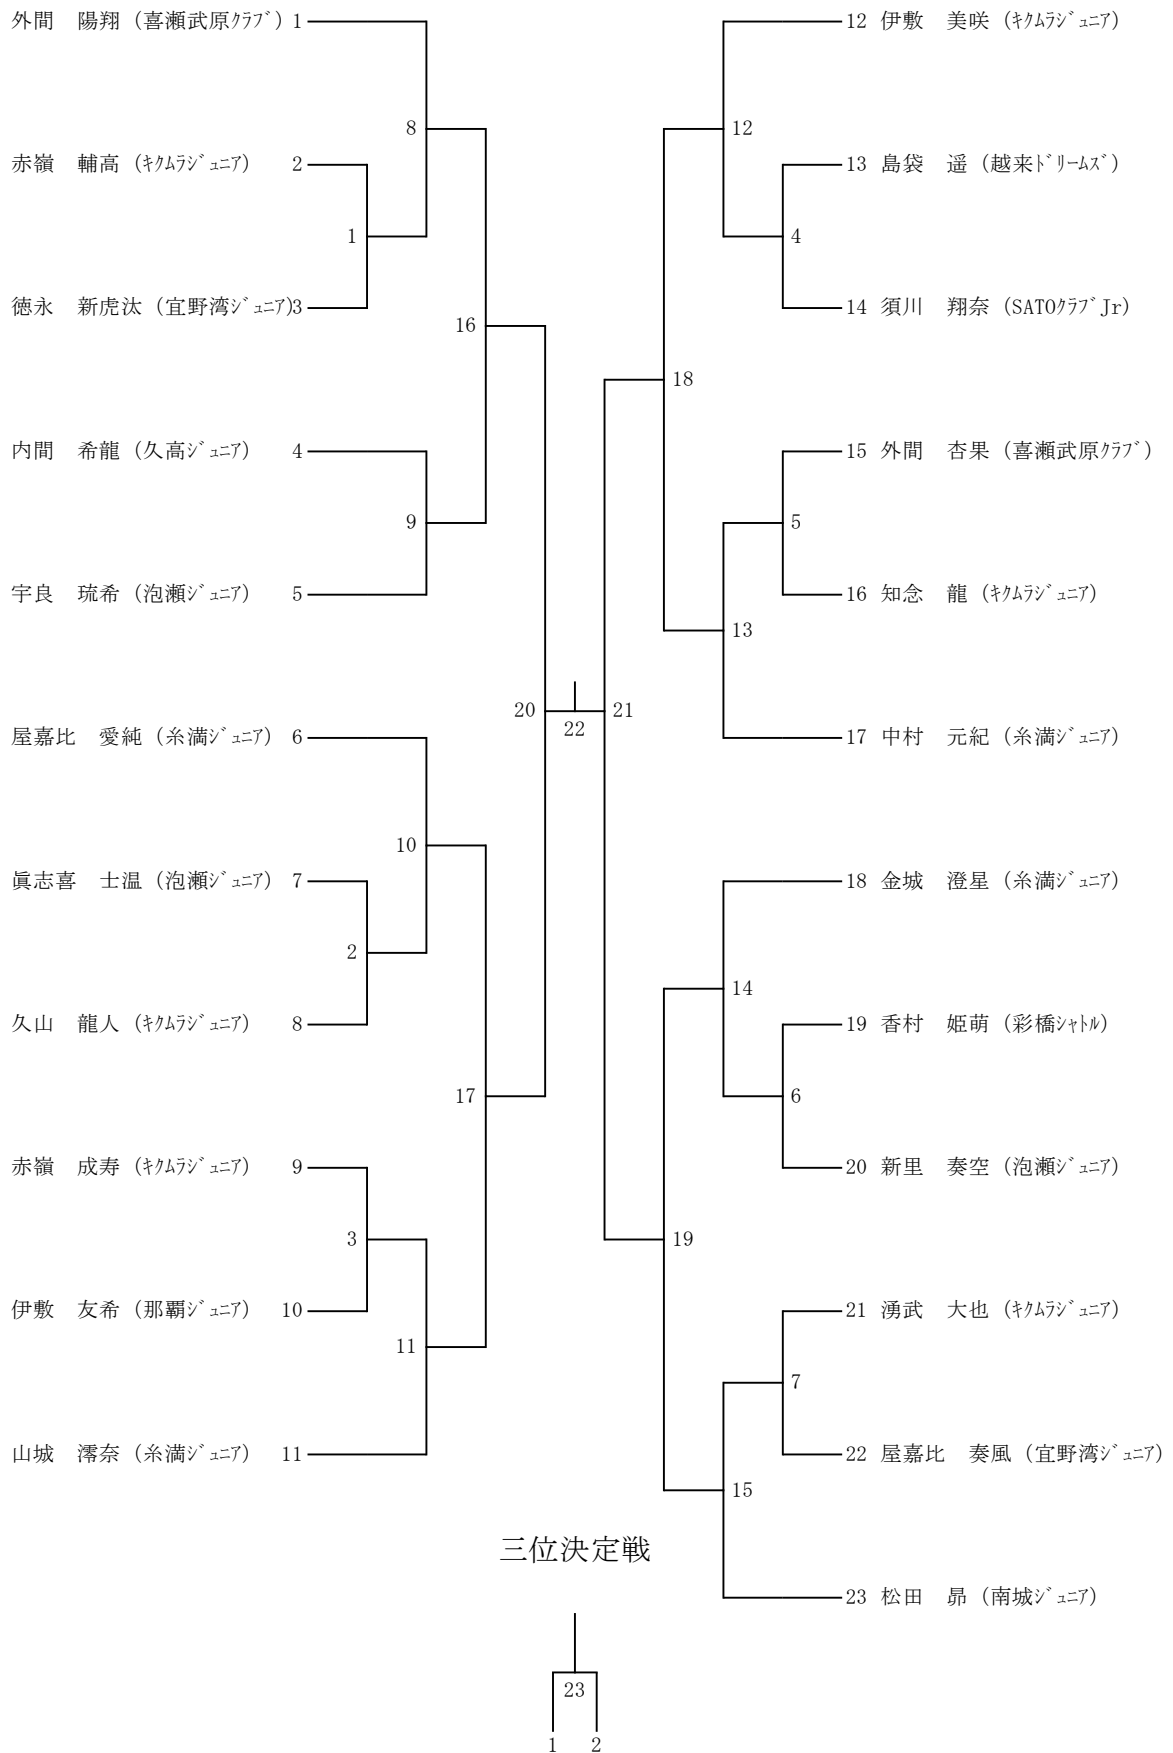 外間　陽翔（喜瀬武原ｸﾗﾌﾞ）1
8
赤嶺　輔高（ｷｸﾑﾗｼﾞｭﾆｱ）　2
1
徳永　新虎汰（宜野湾ｼﾞｭﾆｱ）3
16
内間　希龍（久高ｼﾞｭﾆｱ）　4
9
宇良　琉希（泡瀬ｼﾞｭﾆｱ）　5
20
屋嘉比　愛純（糸満ｼﾞｭﾆｱ）6
10
眞志喜　士温（泡瀬ｼﾞｭﾆｱ）7
2
久山　龍人（ｷｸﾑﾗｼﾞｭﾆｱ）　8
17
赤嶺　成寿（ｷｸﾑﾗｼﾞｭﾆｱ）　9
3
伊敷　友希（那覇ｼﾞｭﾆｱ）　10
11
山城　澪奈（糸満ｼﾞｭﾆｱ）　11
22
12 伊敷　美咲（ｷｸﾑﾗｼﾞｭﾆｱ）
12
13 島袋　遥（越来ﾄﾞﾘｰﾑｽﾞ）
4
14 須川　翔奈（SATOｸﾗﾌﾞJr）
18
15 外間　杏果（喜瀬武原ｸﾗﾌﾞ）
5
16 知念　龍（ｷｸﾑﾗｼﾞｭﾆｱ）
13
21
17 中村　元紀（糸満ｼﾞｭﾆｱ）
18 金城　澄星（糸満ｼﾞｭﾆｱ）
14
19 香村　姫萌（彩橋ｼｬﾄﾙ）
6
20 新里　奏空（泡瀬ｼﾞｭﾆｱ）
19
21 湧武　大也（ｷｸﾑﾗｼﾞｭﾆｱ）
7
22 屋嘉比　奏風（宜野湾ｼﾞｭﾆｱ）
15
23 松田　昴（南城ｼﾞｭﾆｱ）
三位決定戦
23
1 2